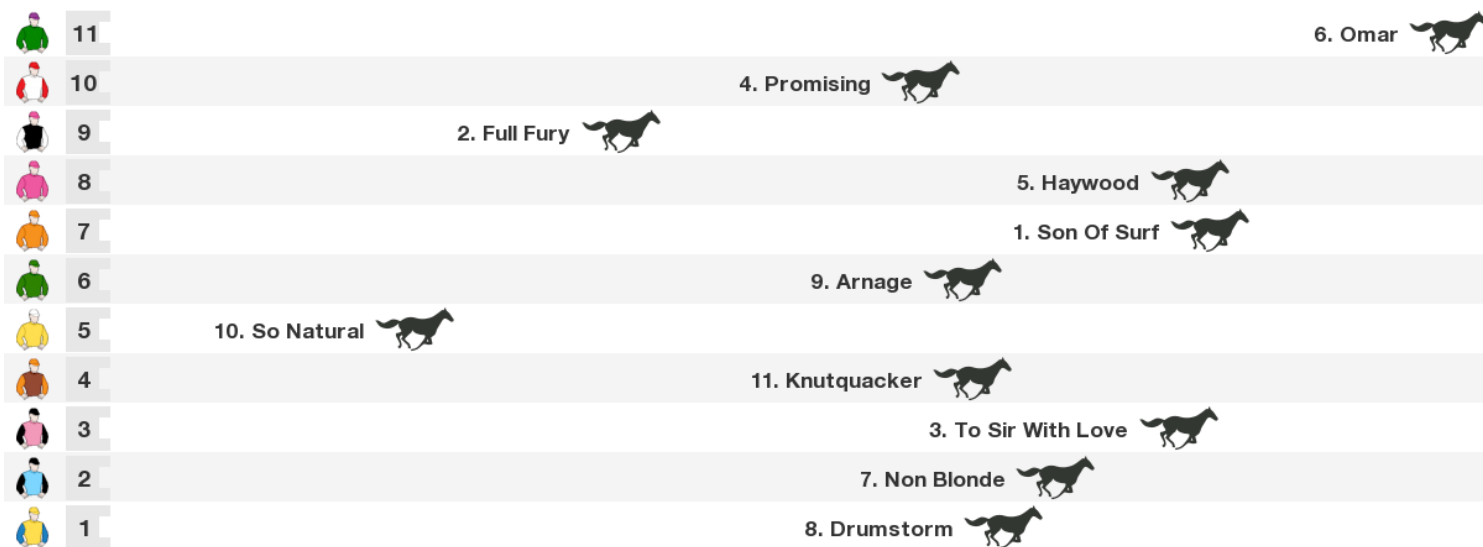 11 6. Omar
10 4. Promising
9 2. Full Fury
8 5. Haywood
7 1. Son Of Surf
6 9. Arnage
5 10. So Natural
4 11. Knutquacker
3 3. To Sir With Love
2 7. Non Blonde
1 8. Drumstorm